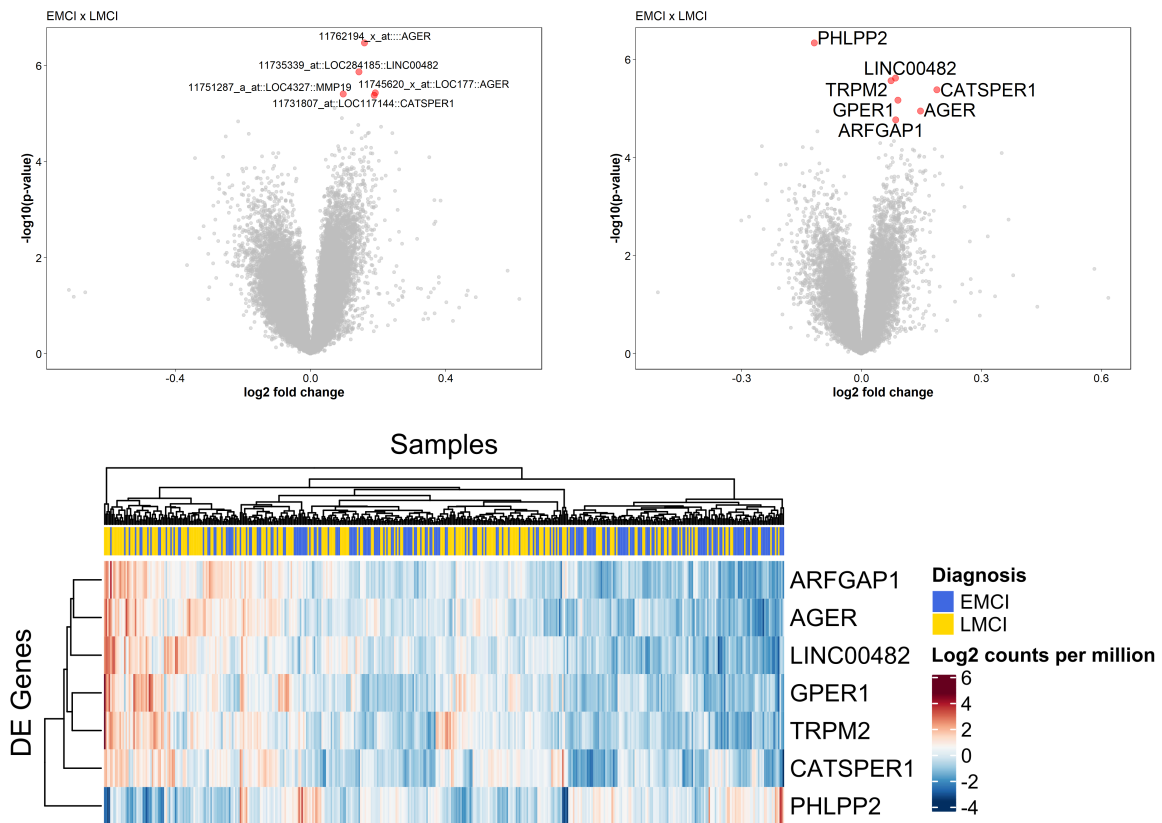 EMCI x LMCI
11762194_x_at::::AGER
11735339_at::LOC284185::LINC00482
11751287_a_at::LOC4327::MMP19
11745620_x_at::LOC177::AGER
11731807_at::LOC117144::CATSPER1
-log10(p-value)
6
4
2
0
-0.4
0.0
0.4
log2 fold change
EMCI x LMCI
PHLPP2
LINC00482
TRPM2
CATSPER1
GPER1
AGER
ARFGAP1
-log10(p-value)
6
4
2
0
-0.3
0.0
0.3
0.6
log2 fold change
Samples
DE Genes
ARFGAP1
AGER
LINC00482
GPER1
TRPM2
CATSPER1
PHLPP2
Diagnosis
EMCI
LMCI
Log2 counts per million
6
4
2
0
-2
-4